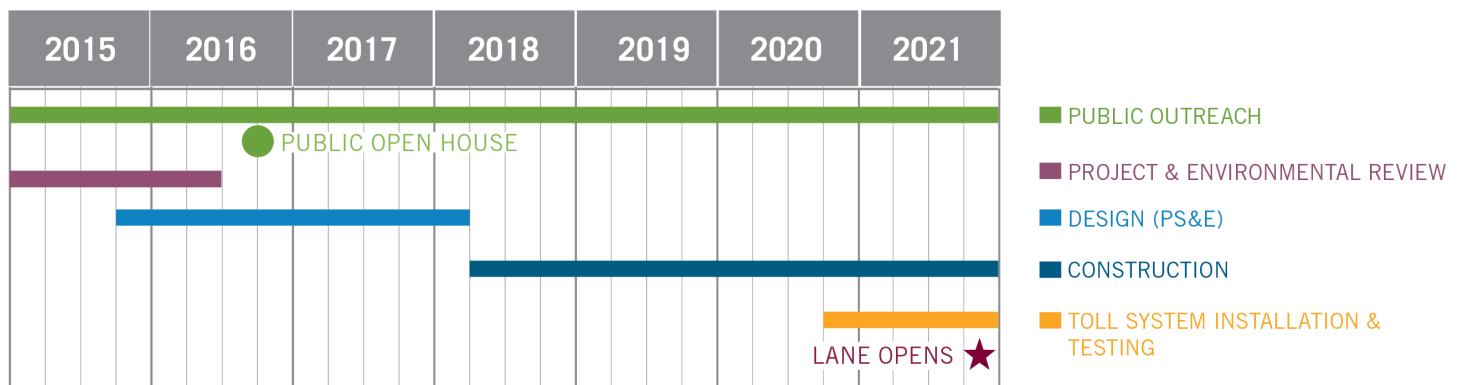 2015 2016 2017 2018 2019 2020 2021
PUBLIC OUTREACH
PUBLIC OPEN HOUSE
PROJECT & ENVIRONMENTAL REVIEW
DESIGN (PS&E)
CONSTRUCTION
TOLL SYSTEM INSTALLATION &
TESTING
LANE OPENS